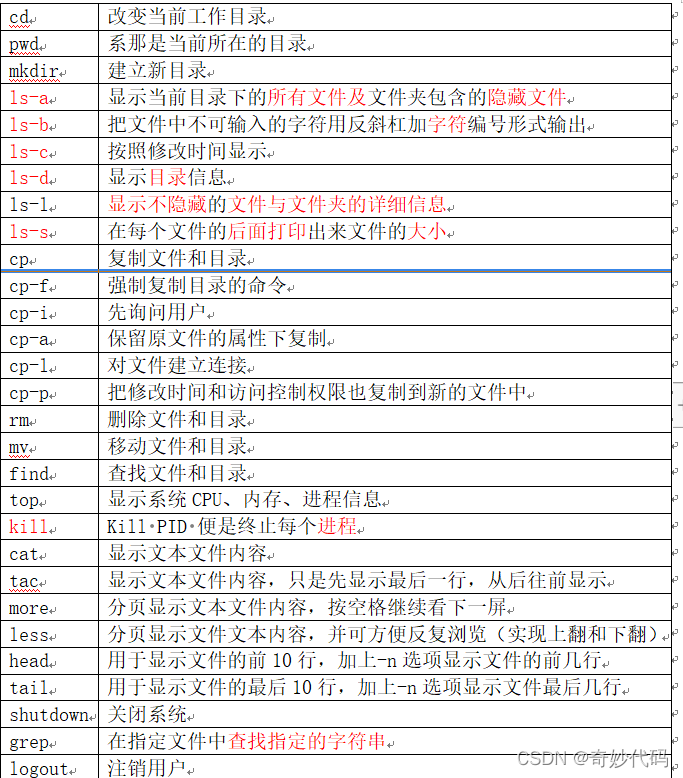 cd 改变当前工作目录
pwd 系那是当前所在的目录
mkdir 建立新目录
ls-a 显示当前目录下的所有文件及文件夹包含的隐藏文件
ls-b 把文件中不可输入的字符用反斜杠加字符编号形式输出
ls-c 按照修改时间显示
ls-d 显示目录信息
ls-l 显示不隐藏的文件与文件夹的详细信息
ls-s 在每个文件的后面打印出来文件的大小
cp 复制文件和目录
cp-f 强制复制目录的命令
cp-i 先询问用户
cp-a 保留原文件的属性下复制
cp-l 对文件建立连接
cp-p 把修改时间和访问控制权限也复制到新的文件中
rm 删除文件和目录
mv 移动文件和目录
find 查找文件和目录
top 显示系统 CPU、内存、进程信息
kill Kill PID 便是终止每个进程
cat 显示文本文件内容
tac 显示文本文件内容，只是先显示最后一行，从后往前显示
more 分页显示文本文件内容，按空格继续看下一屏
less 分页显示文件文本内容，并可方便反复浏览（实现上翻和下翻）
head 用于显示文件的前 10 行，加上-n 选项显示文件的前几行
tail 用于显示文件的最后 10 行，加上-n 选项显示文件最后几行
shutdown 关闭系统
grep 在指定文件中查找指定的字符串
logout 注销用户
CSDN @奇妙代码